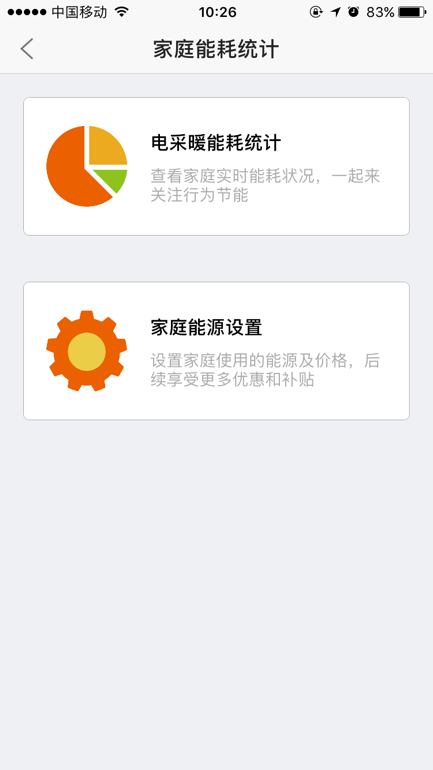 中国移动 10:26 83%
家庭能耗统计
电采暖能耗统计
查看家庭实时能耗状况，一起来
关注行为节能
家庭能源设置
设置家庭使用的能源及价格，后
续享受更多优惠和补贴